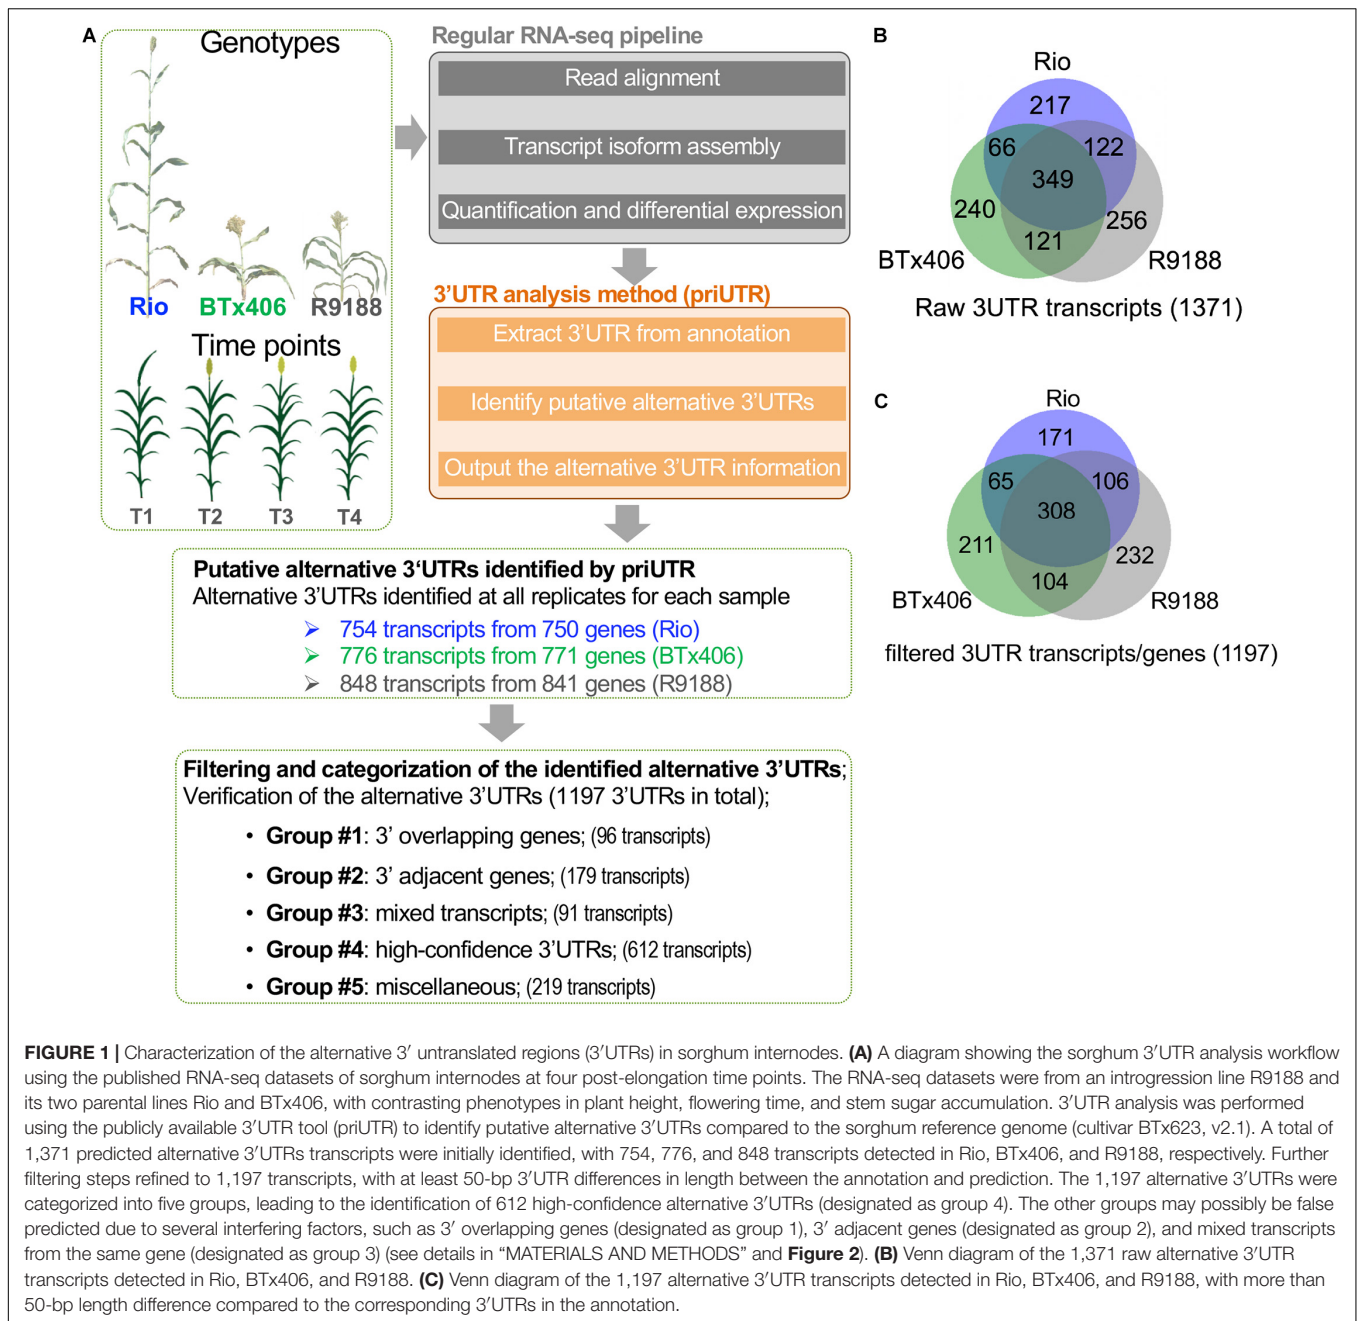 A
Genotypes
Rio
BTx406
R9188
Time points
T1
T2
T3
T4
Regular RNA-seq pipeline
Read alignment
Transcript isoform assembly
Quantification and differential expression
3’UTR analysis method (priUTR)
Extract 3’UTR from annotation
Identify putative alternative 3’UTRs
Output the alternative 3’UTR information
Putative alternative 3‘UTRs identified by priUTR
Alternative 3’UTRs identified at all replicates for each sample
➢ 754 transcripts from 750 genes (Rio)
➢ 776 transcripts from 771 genes (BTx406)
➢ 848 transcripts from 841 genes (R9188)
Filtering and categorization of the identified alternative 3’UTRs;
Verification of the alternative 3’UTRs (1197 3’UTRs in total);
• Group #1: 3’ overlapping genes; (96 transcripts)
• Group #2: 3’ adjacent genes; (179 transcripts)
• Group #3: mixed transcripts; (91 transcripts)
• Group #4: high-confidence 3’UTRs; (612 transcripts)
• Group #5: miscellaneous; (219 transcripts)
B
Rio
217
66
122
349
240
256
121
BTx406
R9188
Raw 3UTR transcripts (1371)
C
Rio
171
65
106
308
211
232
104
BTx406
R9188
filtered 3UTR transcripts/genes (1197)
FIGURE 1 | Characterization of the alternative 3′ untranslated regions (3′UTRs) in sorghum internodes. (A) A diagram showing the sorghum 3′UTR analysis workflow
using the published RNA-seq datasets of sorghum internodes at four post-elongation time points. The RNA-seq datasets were from an introgression line R9188 and
its two parental lines Rio and BTx406, with contrasting phenotypes in plant height, flowering time, and stem sugar accumulation. 3′UTR analysis was performed
using the publicly available 3′UTR tool (priUTR) to identify putative alternative 3′UTRs compared to the sorghum reference genome (cultivar BTx623, v2.1). A total of
1,371 predicted alternative 3′UTRs transcripts were initially identified, with 754, 776, and 848 transcripts detected in Rio, BTx406, and R9188, respectively. Further
filtering steps refined to 1,197 transcripts, with at least 50-bp 3′UTR differences in length between the annotation and prediction. The 1,197 alternative 3′UTRs were
categorized into five groups, leading to the identification of 612 high-confidence alternative 3′UTRs (designated as group 4). The other groups may possibly be false
predicted due to several interfering factors, such as 3′ overlapping genes (designated as group 1), 3′ adjacent genes (designated as group 2), and mixed transcripts
from the same gene (designated as group 3) (see details in “MATERIALS AND METHODS” and Figure 2). (B) Venn diagram of the 1,371 raw alternative 3′UTR
transcripts detected in Rio, BTx406, and R9188. (C) Venn diagram of the 1,197 alternative 3′UTR transcripts detected in Rio, BTx406, and R9188, with more than
50-bp length difference compared to the corresponding 3′UTRs in the annotation.